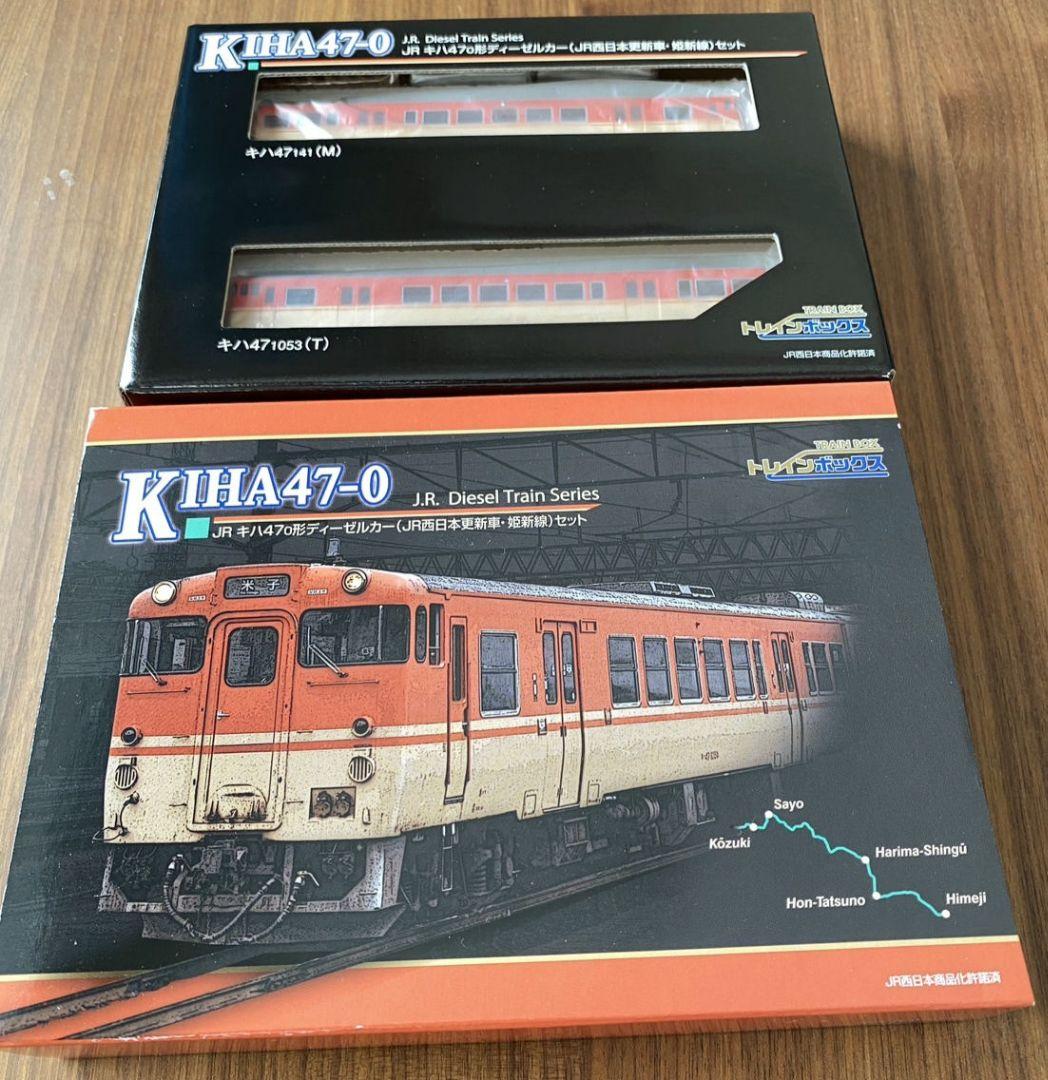 KIHA47-0
J.R. Diesel Train Series
JR キハ470形ディーゼルカー(JR西日本更新車・姫新線)セット
キハ47141(M)
キハ471053(T)
TRAIN BOX
トレインボックス
JR西日本商品化許諾済
TRAIN BOX
トレインボックス
KIHA47-0
J.R. Diesel Train Series
JR キハ470形ディーゼルカー(JR西日本更新車・姫新線)セット
米子
Sayo
Kōzuki
Harima-Shingū
Hon-Tatsuno
Himeji
JR西日本商品化許諾済